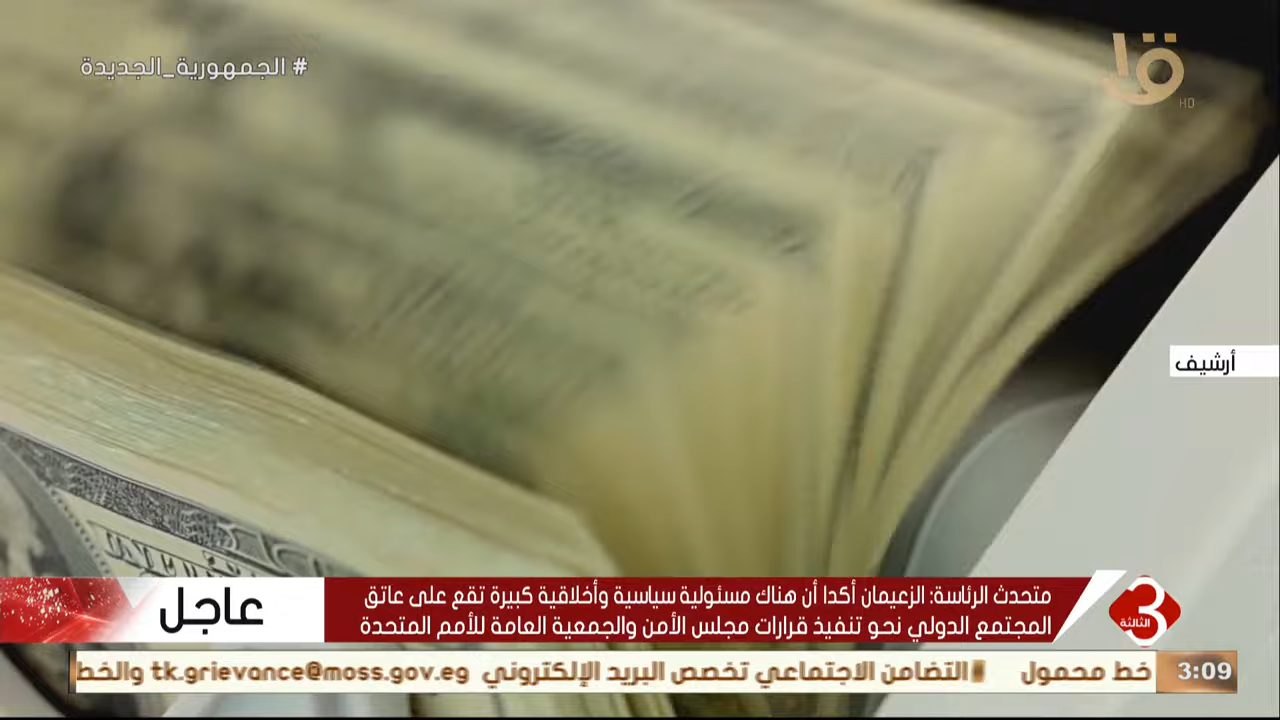 # الجمهورية_الجديدة
HD
أرشيف
متحدث الرئاسة: الزعيمان أكدا أن هناك مسئولية سياسية وأخلاقية كبيرة تقع على عاتق
المجتمع الدولي نحو تنفيذ قرارات مجلس الأمن والجمعية العامة للأمم المتحدة
عاجل
3
الثالثة
خط محمول التضامن الاجتماعي تخصص البريد الإلكتروني tk.grievance@moss.gov.eg والخط
3:09